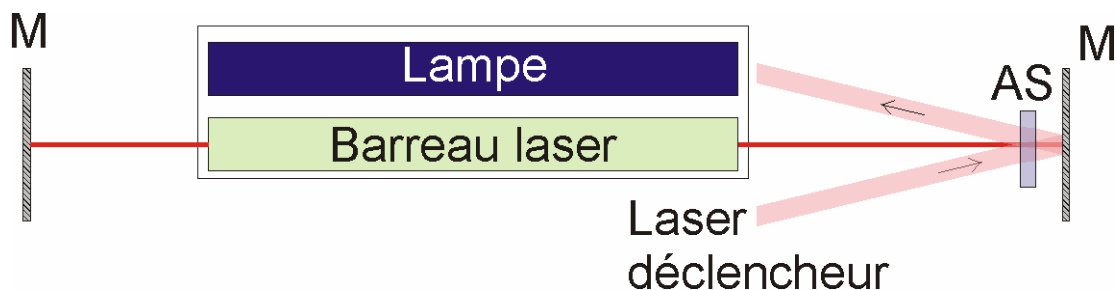 M
Lampe
M
AS
Barreau laser
Laser
déclencheur